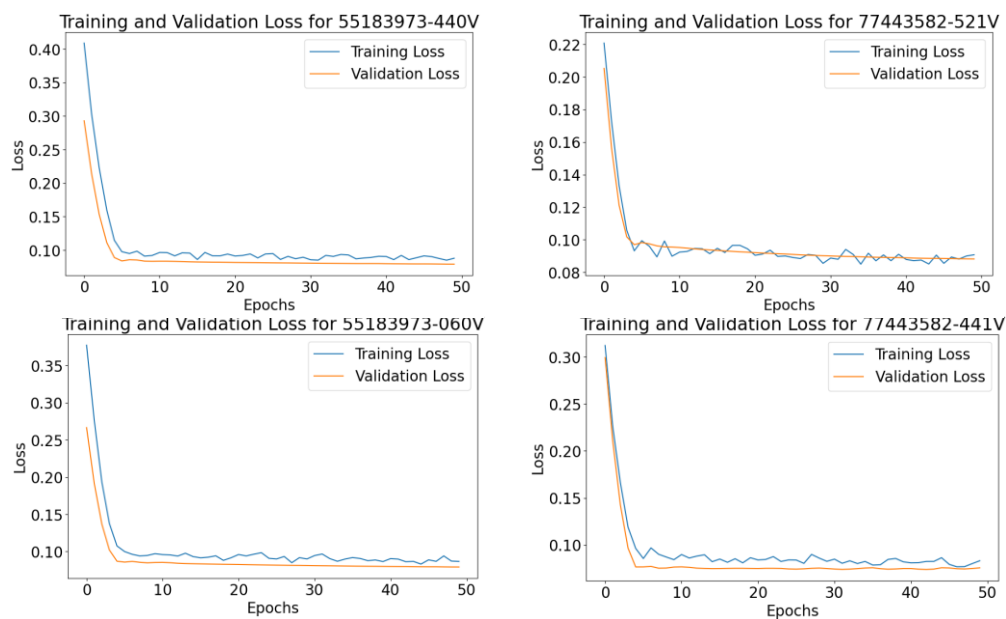 Training and Validation Loss for 55183973-440V
0.40
0.35
0.30
0.25
0.20
0.15
0.10
Loss
Training Loss
Validation Loss
0
10
20
30
40
50
Epochs
Training and Validation Loss for 77443582-521V
0.22
0.20
0.18
0.16
0.14
0.12
0.10
0.08
Loss
Training Loss
Validation Loss
0
10
20
30
40
50
Epochs
Training and Validation Loss for 55183973-060V
0.35
0.30
0.25
0.20
0.15
0.10
Loss
Training Loss
Validation Loss
0
10
20
30
40
50
Epochs
Training and Validation Loss for 77443582-441V
0.30
0.25
0.20
0.15
0.10
Loss
Training Loss
Validation Loss
0
10
20
30
40
50
Epochs